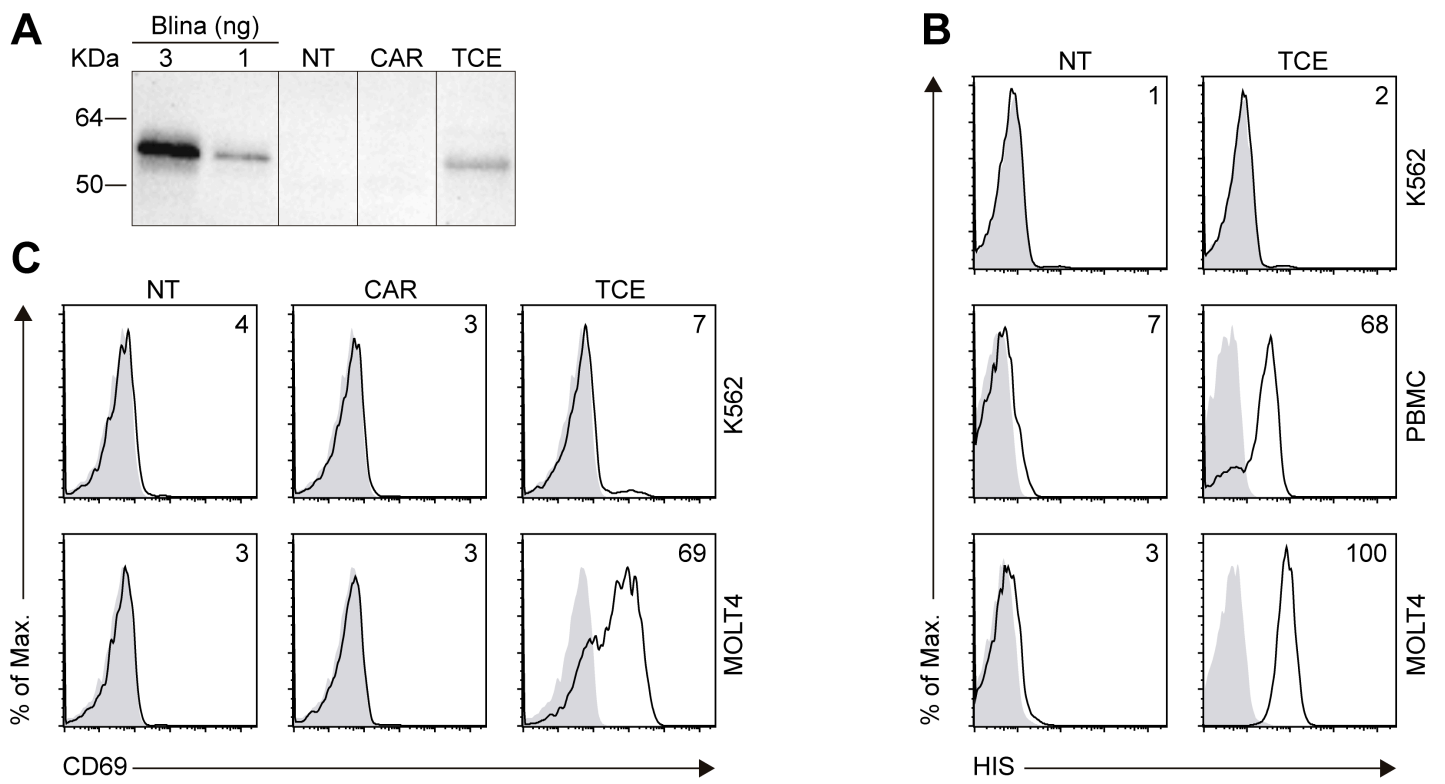 A
Blina (ng)
KDa 3 1 NT CAR TCE
64
50
B
NT TCE
1 2 K562
7 68 PBMC
3 100 MOLT4
% of Max.
HIS
C
NT CAR TCE
4 3 7 K562
3 3 69 MOLT4
% of Max.
CD69